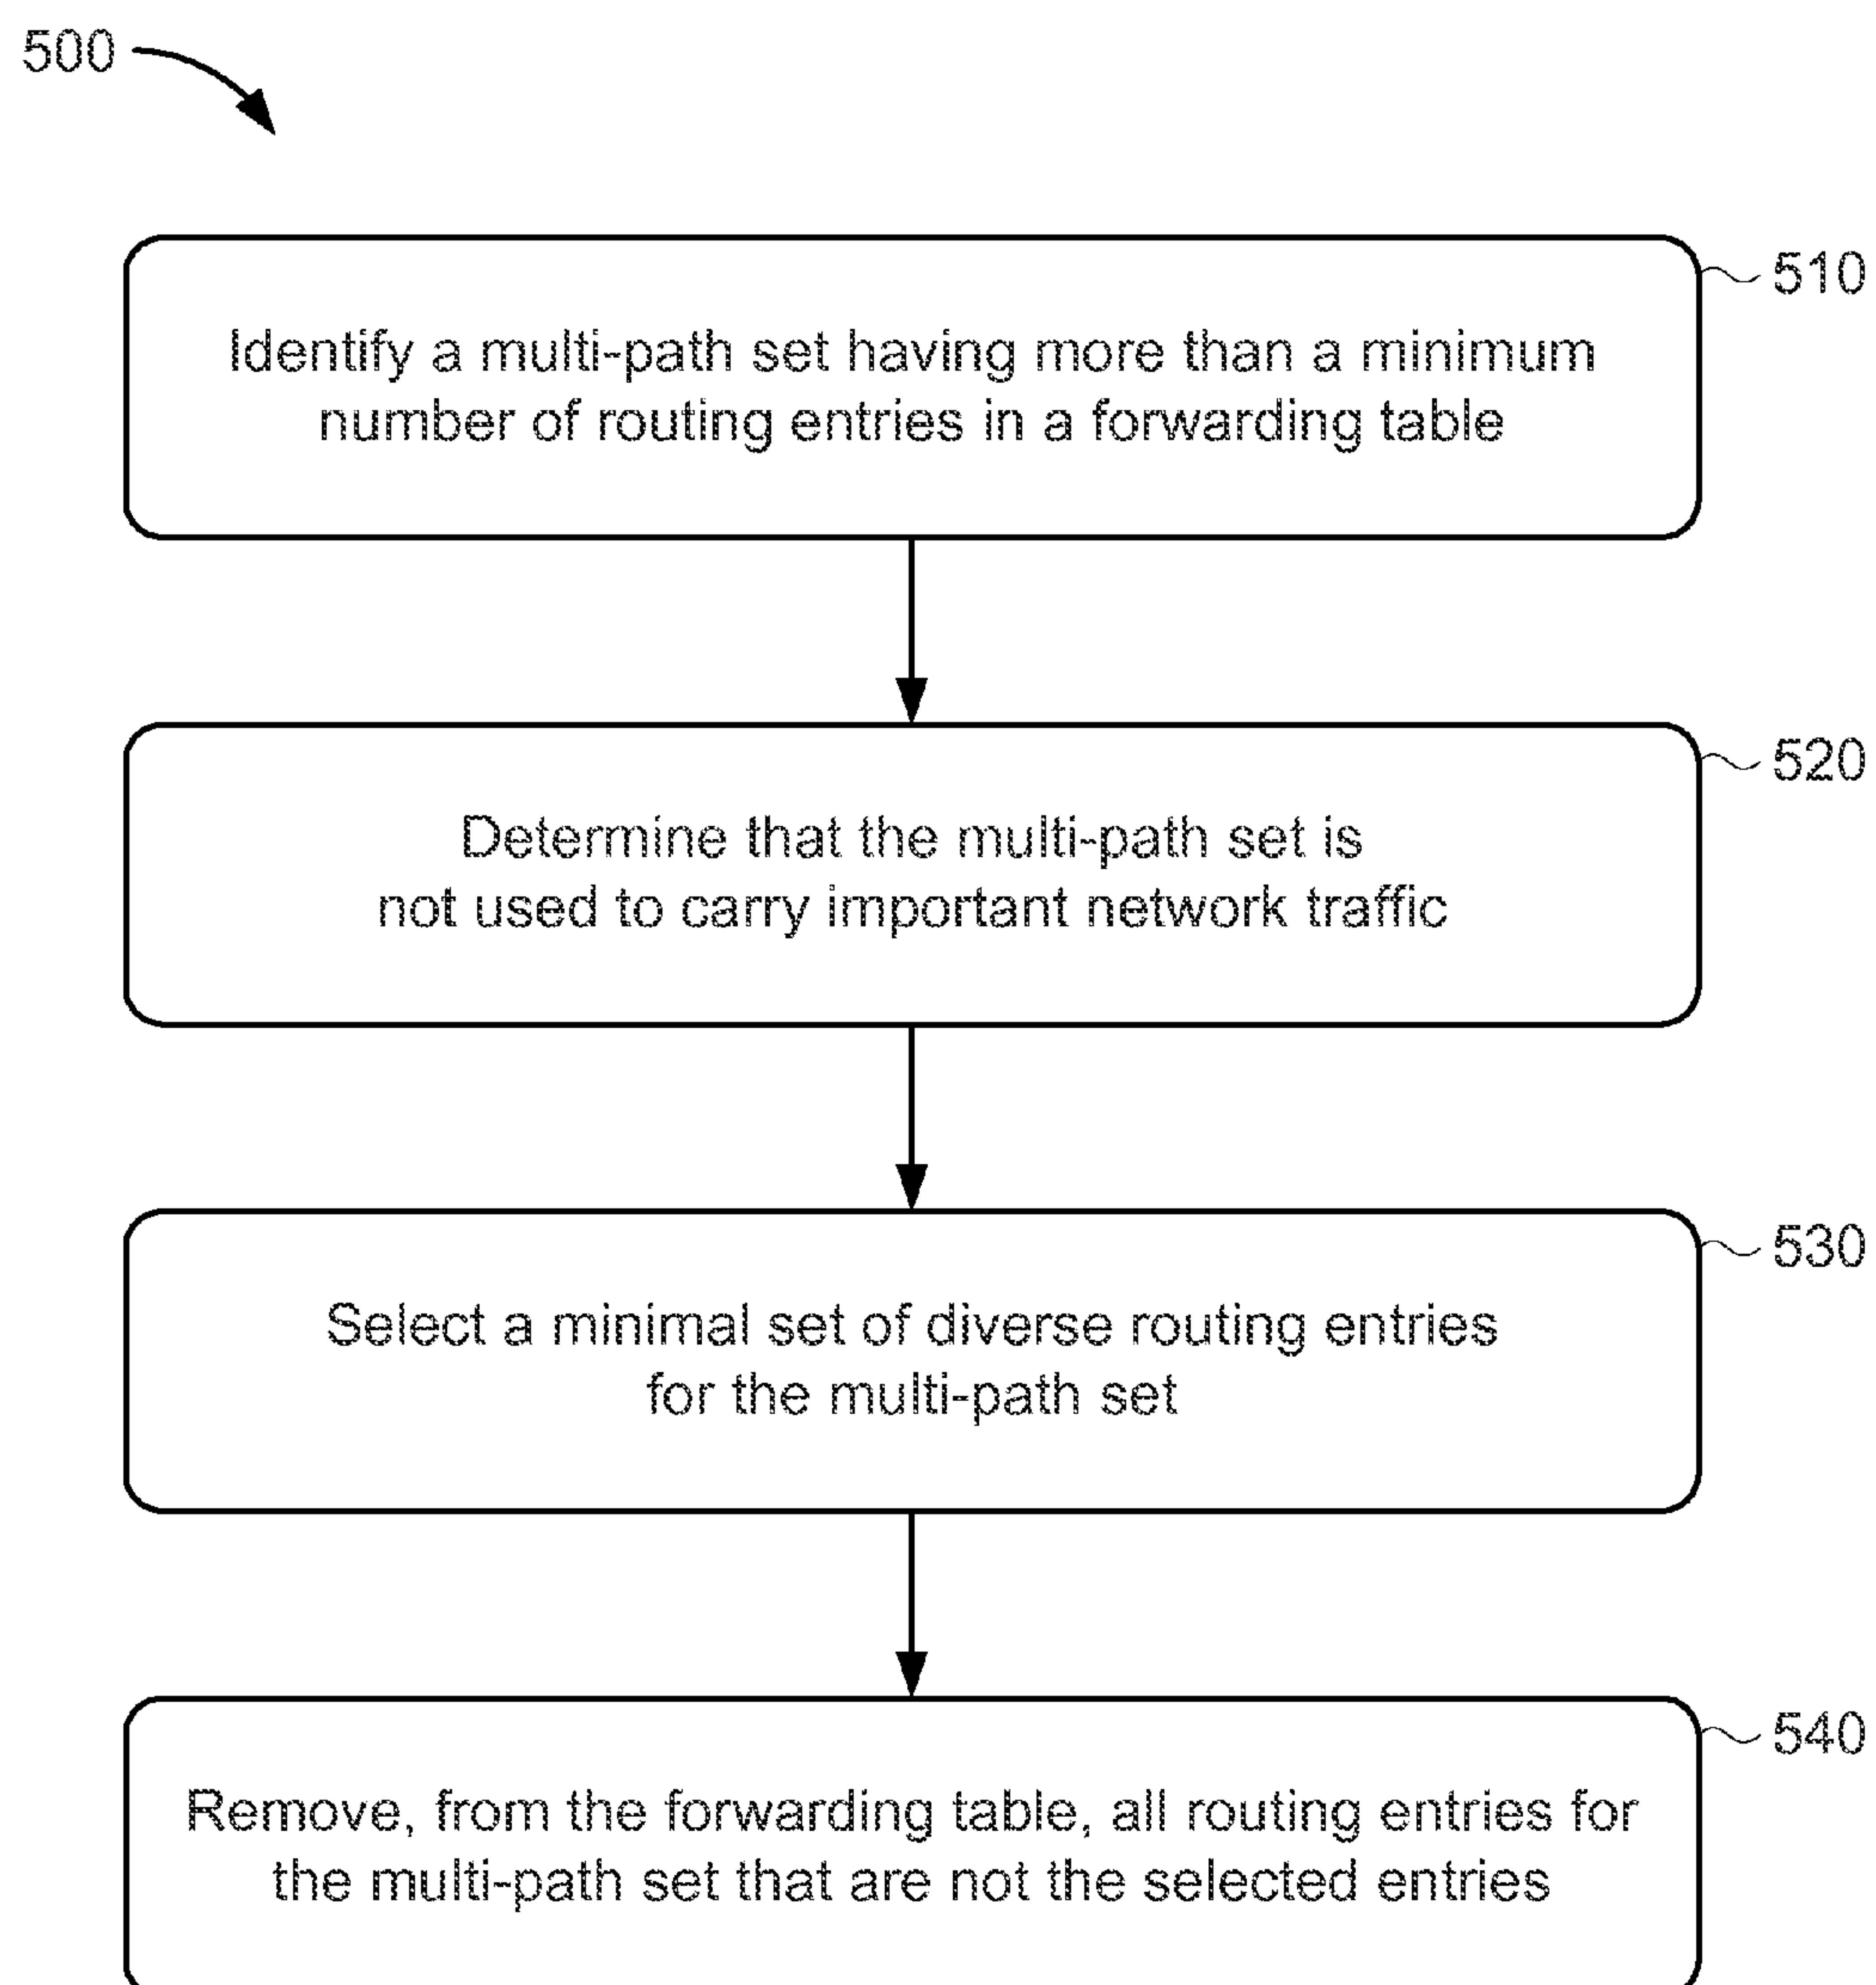 500
510
Identify a multi-path set having more than a minimum
number of routing entries in a forwarding table
520
Determine that the multi-path set is
not used to carry important network traffic
530
Select a minimal set of diverse routing entries
for the multi-path set
540
Remove, from the forwarding table, all routing entries for
the multi-path set that are not the selected entries